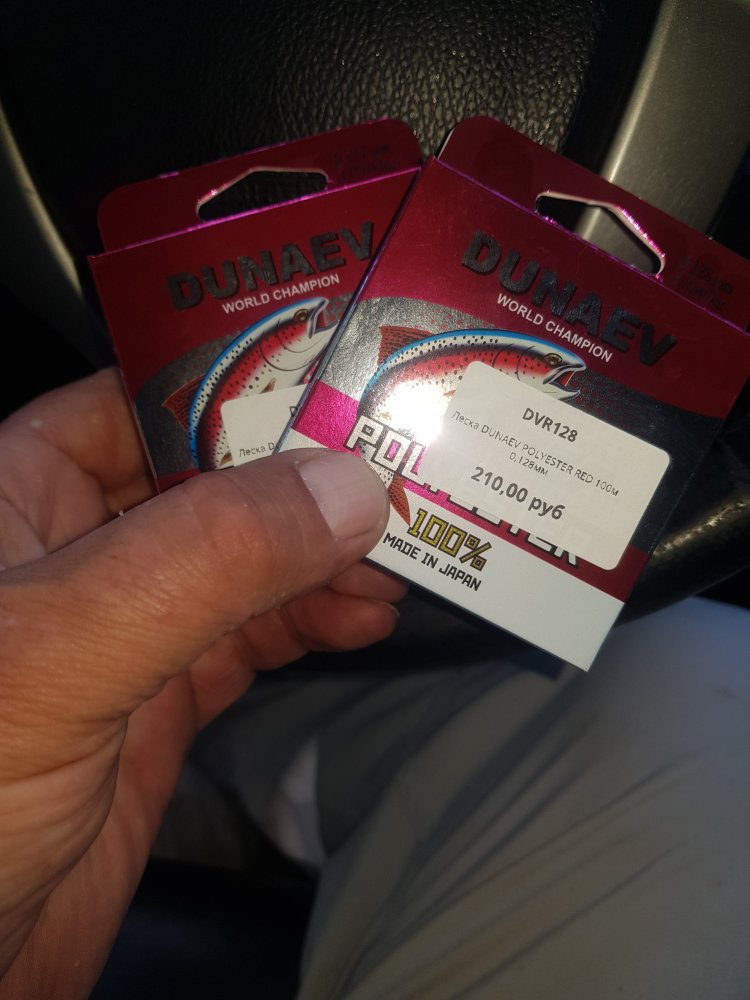 DUNAEV
WORLD CHAMPION
Леска D
DUNAEV
WORLD CHAMPION
DVR128
Леска DUNAEV POLYESTER RED 100м
0,128мм
210,00 руб
100%
MADE IN JAPAN